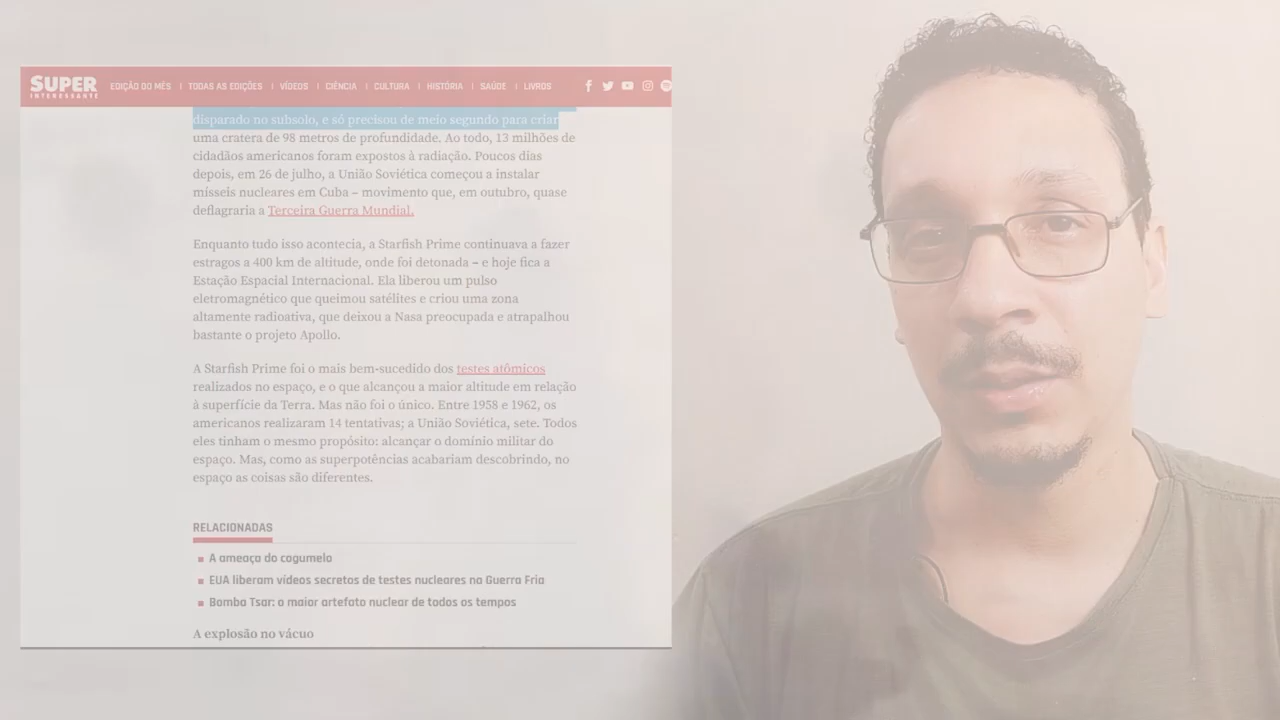 SUPER
INTERESSANTE
EDIÇÃO DO MÊS
TODAS AS EDIÇÕES
VÍDEOS
CIÊNCIA
CULTURA
HISTÓRIA
SAÚDE
LIVROS
disparado no subsolo, e só precisou de meio segundo para criar
uma cratera de 98 metros de profundidade. Ao todo, 13 milhões de
cidadãos americanos foram expostos à radiação. Poucos dias
depois, em 26 de julho, a União Soviética começou a instalar
mísseis nucleares em Cuba – movimento que, em outubro, quase
deflagraria a Terceira Guerra Mundial.
Enquanto tudo isso acontecia, a Starfish Prime continuava a fazer
estragos a 400 km de altitude, onde foi detonada – e hoje fica a
Estação Espacial Internacional. Ela liberou um pulso
eletromagnético que queimou satélites e criou uma zona
altamente radioativa, que deixou a Nasa preocupada e atrapalhou
bastante o projeto Apollo.
A Starfish Prime foi o mais bem-sucedido dos testes atômicos
realizados no espaço, e o que alcançou a maior altitude em relação
à superfície da Terra. Mas não foi o único. Entre 1958 e 1962, os
americanos realizaram 14 tentativas; a União Soviética, sete. Todos
eles tinham o mesmo propósito: alcançar o domínio militar do
espaço. Mas, como as superpotências acabariam descobrindo, no
espaço as coisas são diferentes.
RELACIONADAS
A ameaça do cogumelo
EUA liberam vídeos secretos de testes nucleares na Guerra Fria
Bomba Tsar: o maior artefato nuclear de todos os tempos
A explosão no vácuo